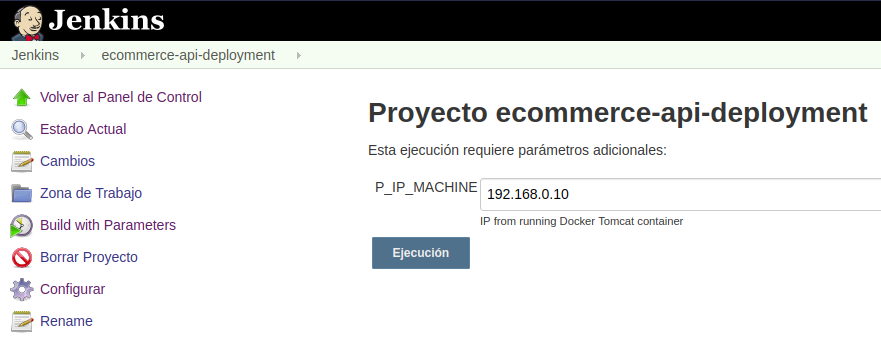 Jenkins
Jenkins ecommerce-api-deployment
Volver al Panel de Control
Estado Actual
Cambios
Zona de Trabajo
Build with Parameters
Borrar Proyecto
Configurar
Rename
Proyecto ecommerce-api-deployment
Esta ejecución requiere parámetros adicionales:
P_IP_MACHINE 192.168.0.10
IP from running Docker Tomcat container
Ejecución